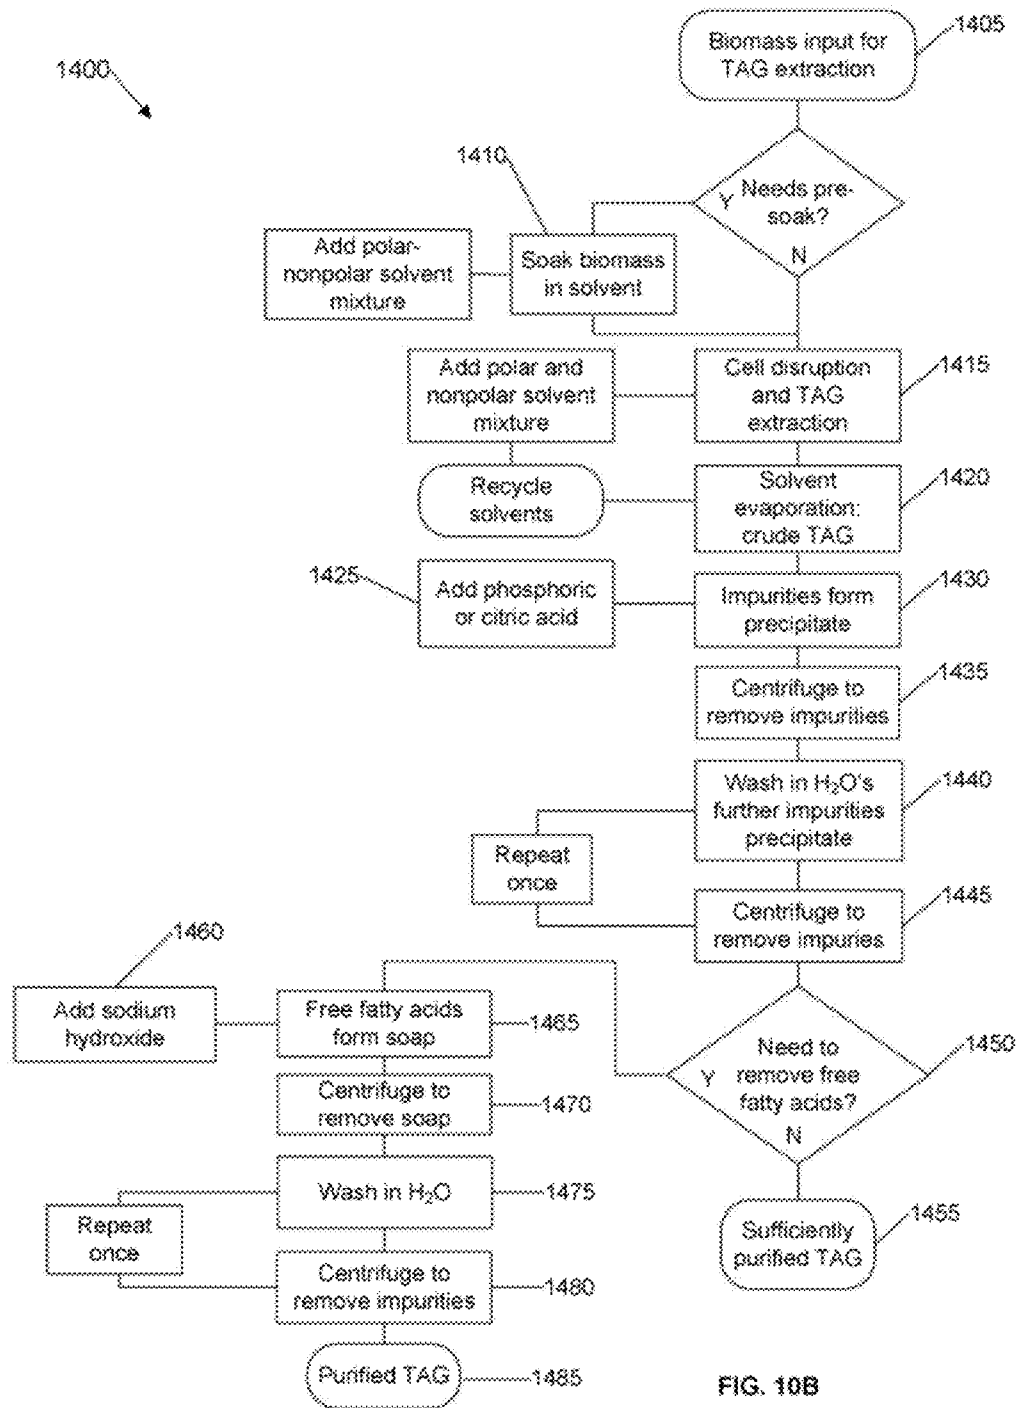 1400
Biomass input for
TAG extraction
1405
Needs pre-
soak?
Y
N
1410
Add polar-
nonpolar solvent
mixture
Soak biomass
in solvent
Add polar and
nonpolar solvent
mixture
Cell disruption
and TAG
extraction
1415
Recycle
solvents
Solvent
evaporation:
crude TAG
1420
1425
Add phosphoric
or citric acid
Impurities form
precipitate
1430
Centrifuge to
remove impurities
1435
Wash in H₂O's
further impurities
precipitate
1440
Repeat
once
Centrifuge to
remove impuries
1445
1460
Add sodium
hydroxide
Free fatty acids
form soap
1465
Need to
remove free
fatty acids?
Y
N
1450
Centrifuge to
remove soap
1470
Wash in H₂O
1475
Repeat
once
Sufficiently
purified TAG
1455
Centrifuge to
remove impurities
1480
Purified TAG
1485
FIG. 10B